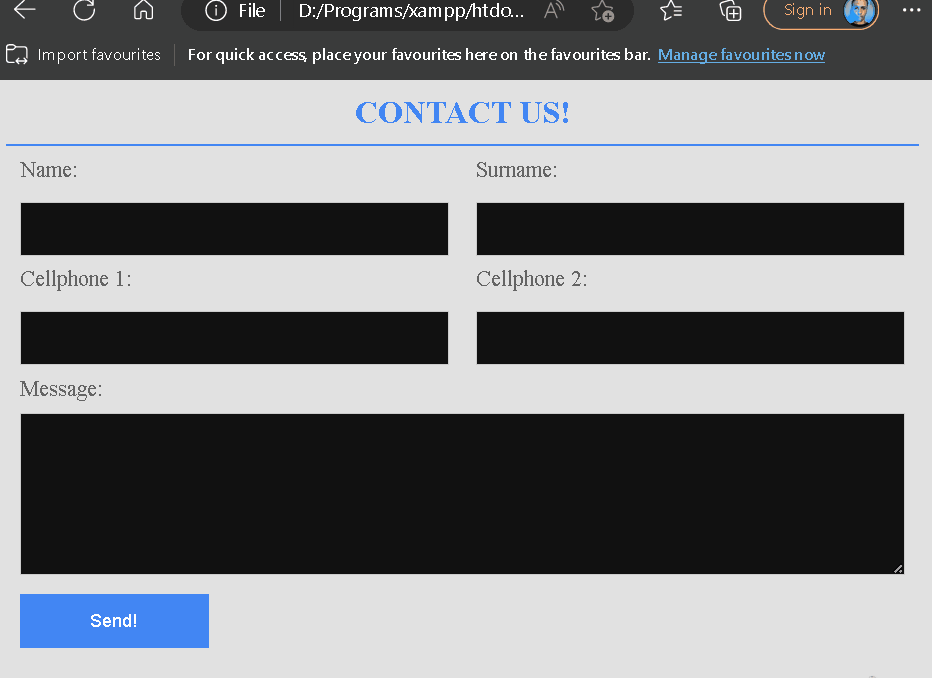 File D:/Programs/xampp/htdo... A Sign in ...
Import favourites For quick access, place your favourites here on the favourites bar. Manage favourites now
CONTACT US!
Name: Surname:
Cellphone 1: Cellphone 2:
Message:
Send!